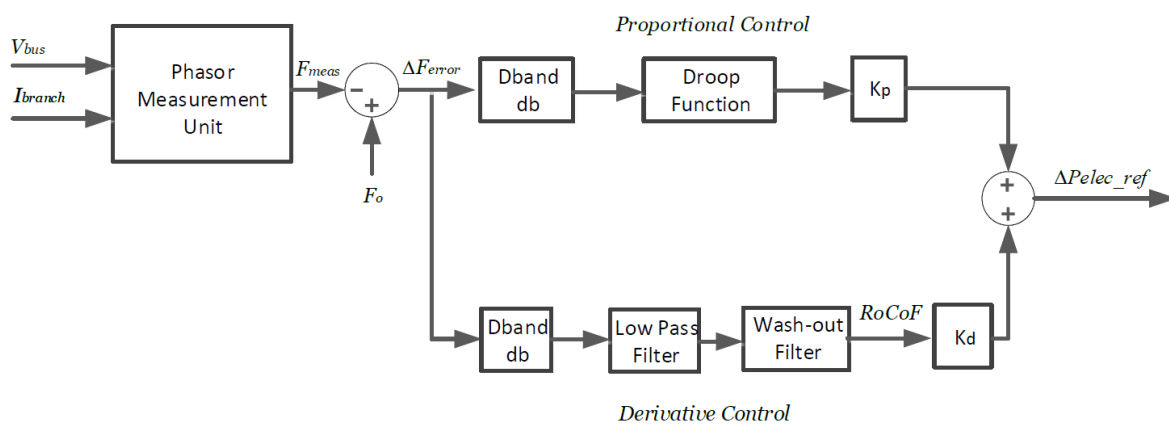 Proportional Control
Vbus
Ibranch
Phasor
Measurement
Unit
Fmeas
−
+
Fo
ΔFerror
Dband
db
Droop
Function
Kp
+
+
ΔPelec_ref
Dband
db
Low Pass
Filter
Wash-out
Filter
RoCoF
Kd
Derivative Control